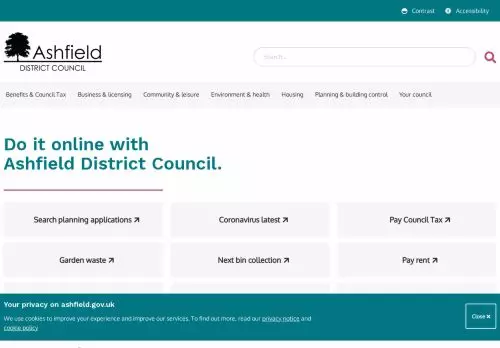 Contrast Accessibility
Ashfield
DISTRICT COUNCIL
Search...
Benefits & Council Tax Business & licensing Community & leisure Environment & health Housing Planning & building control Your council
Do it online with
Ashfield District Council.
Search planning applications Coronavirus latest Pay Council Tax
Garden waste Next bin collection Pay rent
Your privacy on ashfield.gov.uk
We use cookies to improve your experience and improve our services. To find out more, read our privacy notice and
cookie policy
Close ×